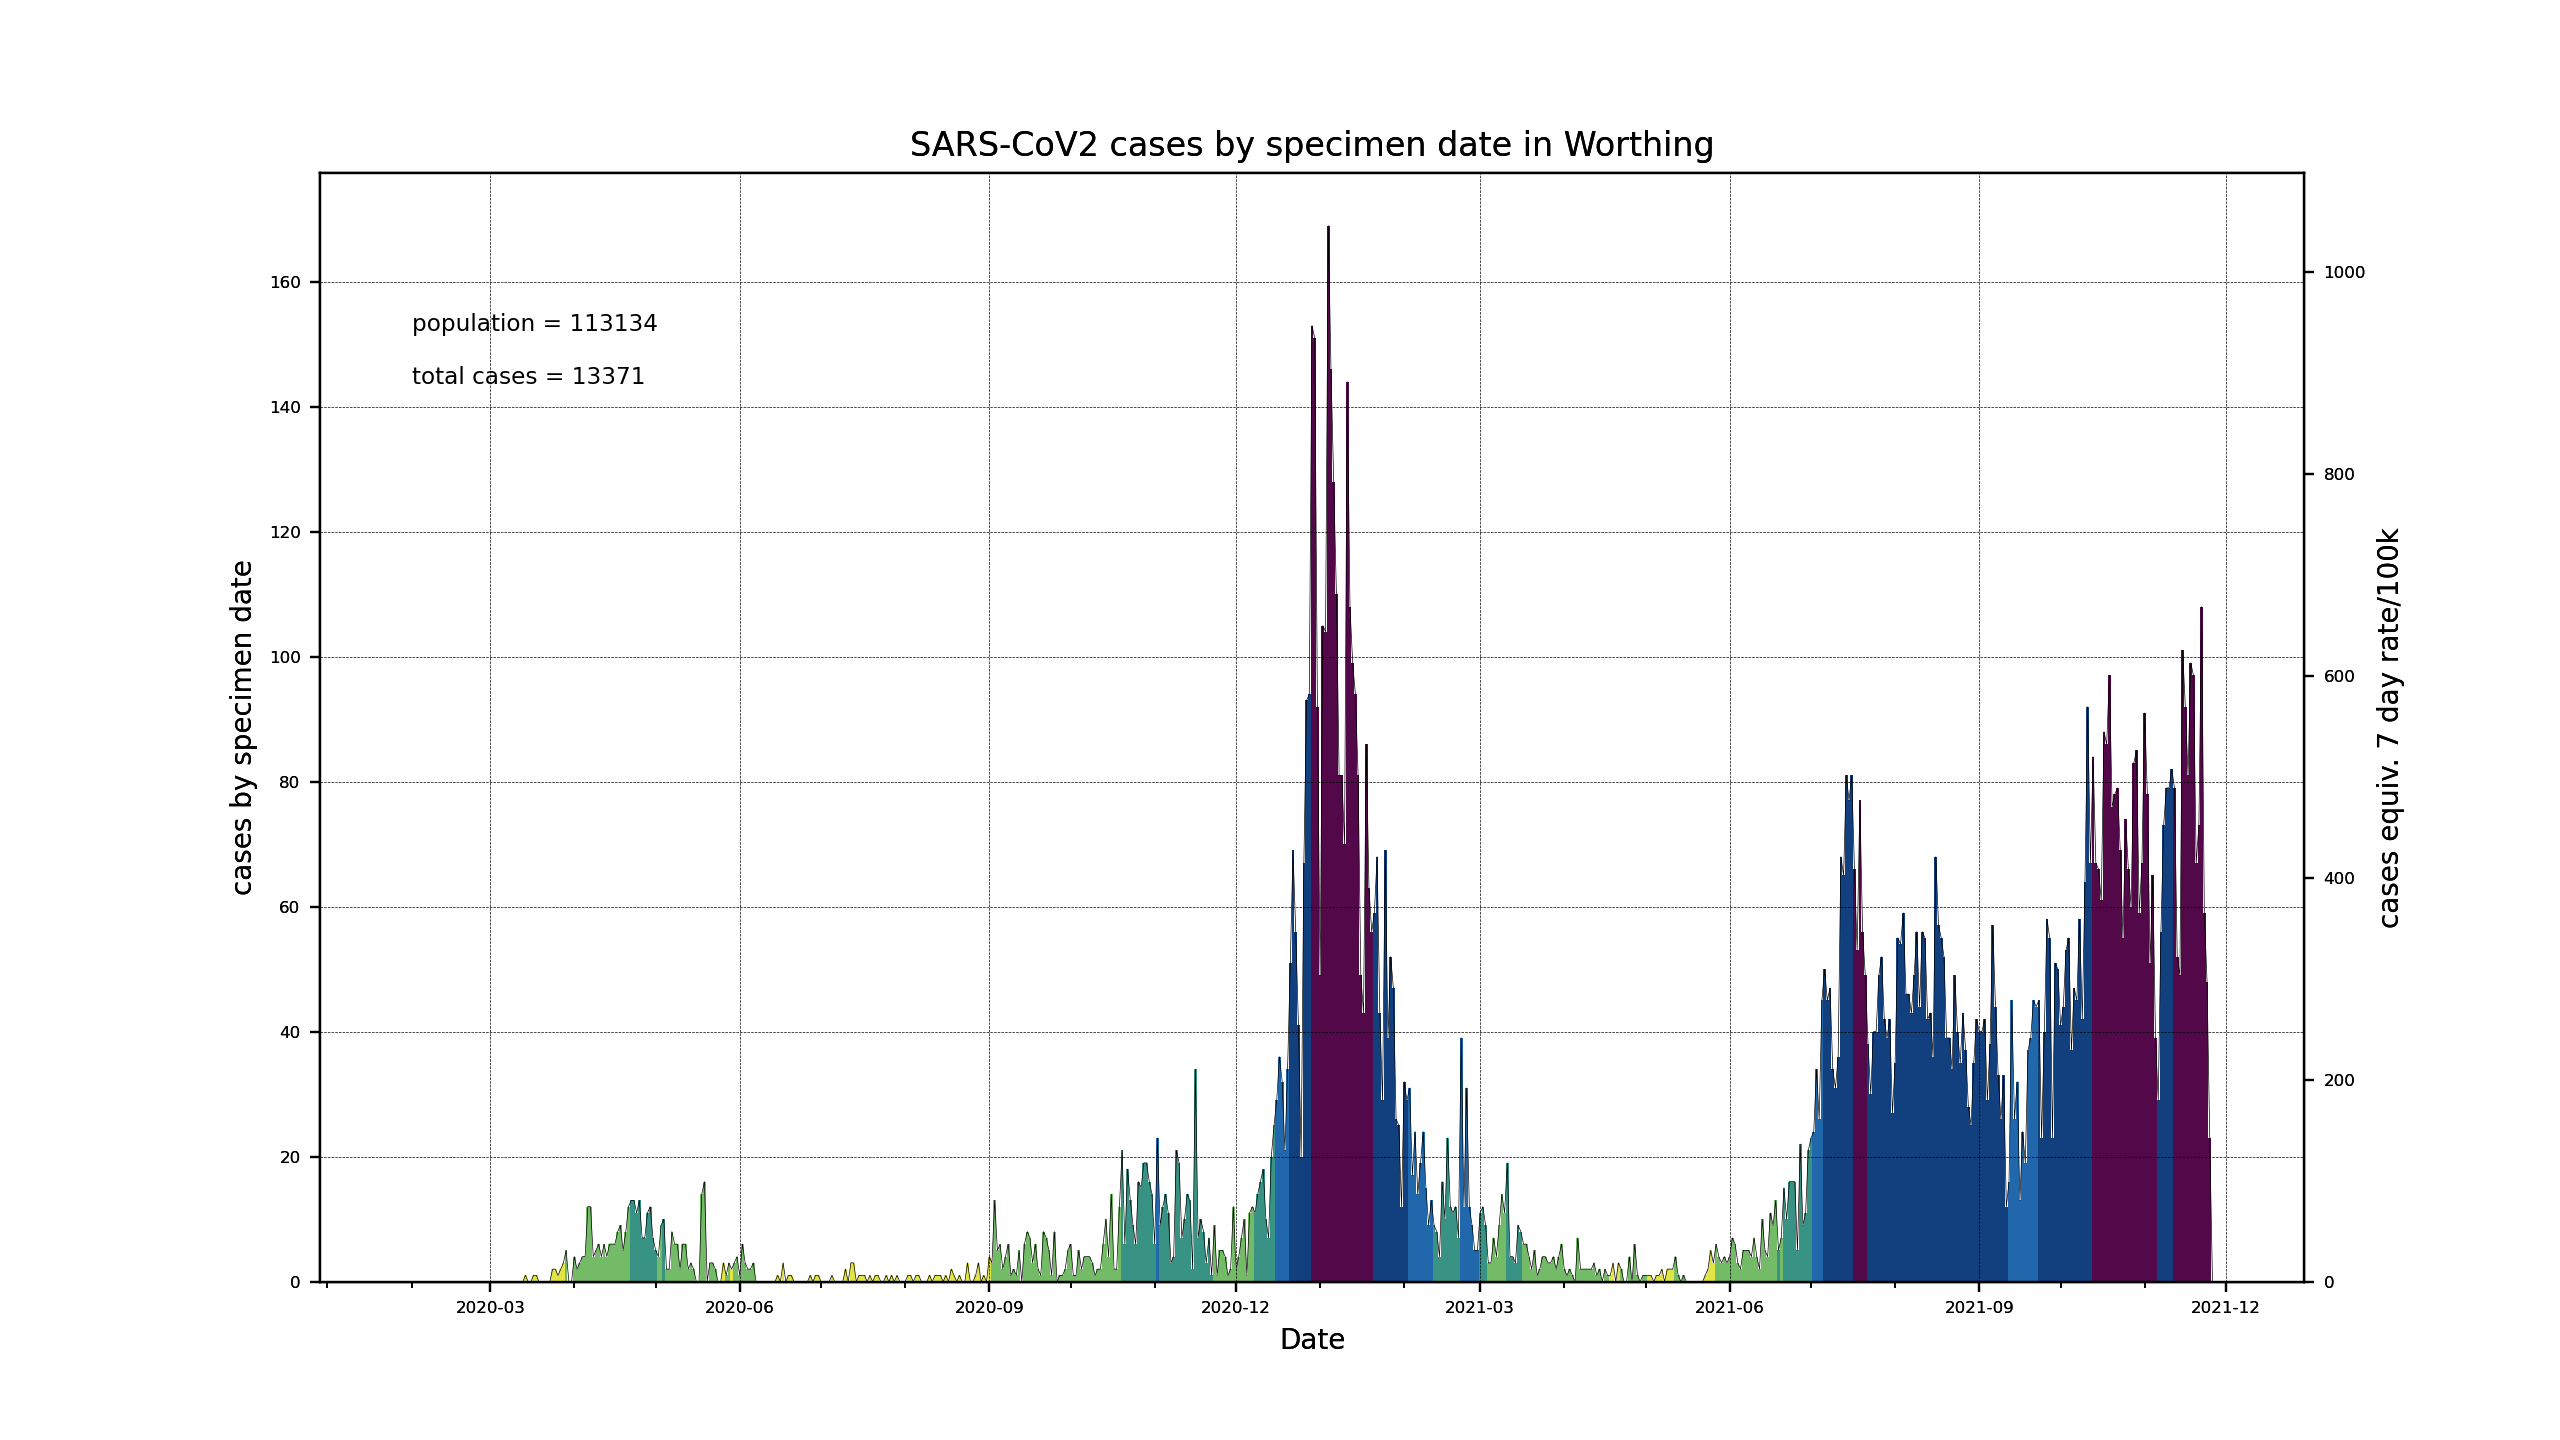 SARS-CoV2 cases by specimen date in Worthing
population = 113134
total cases = 13371
cases by specimen date
160
140
120
100
80
60
40
20
0
1000
800
600
400
200
0
cases equiv. 7 day rate/100k
2020-03 2020-06 2020-09 2020-12 2021-03 2021-06 2021-09 2021-12
Date